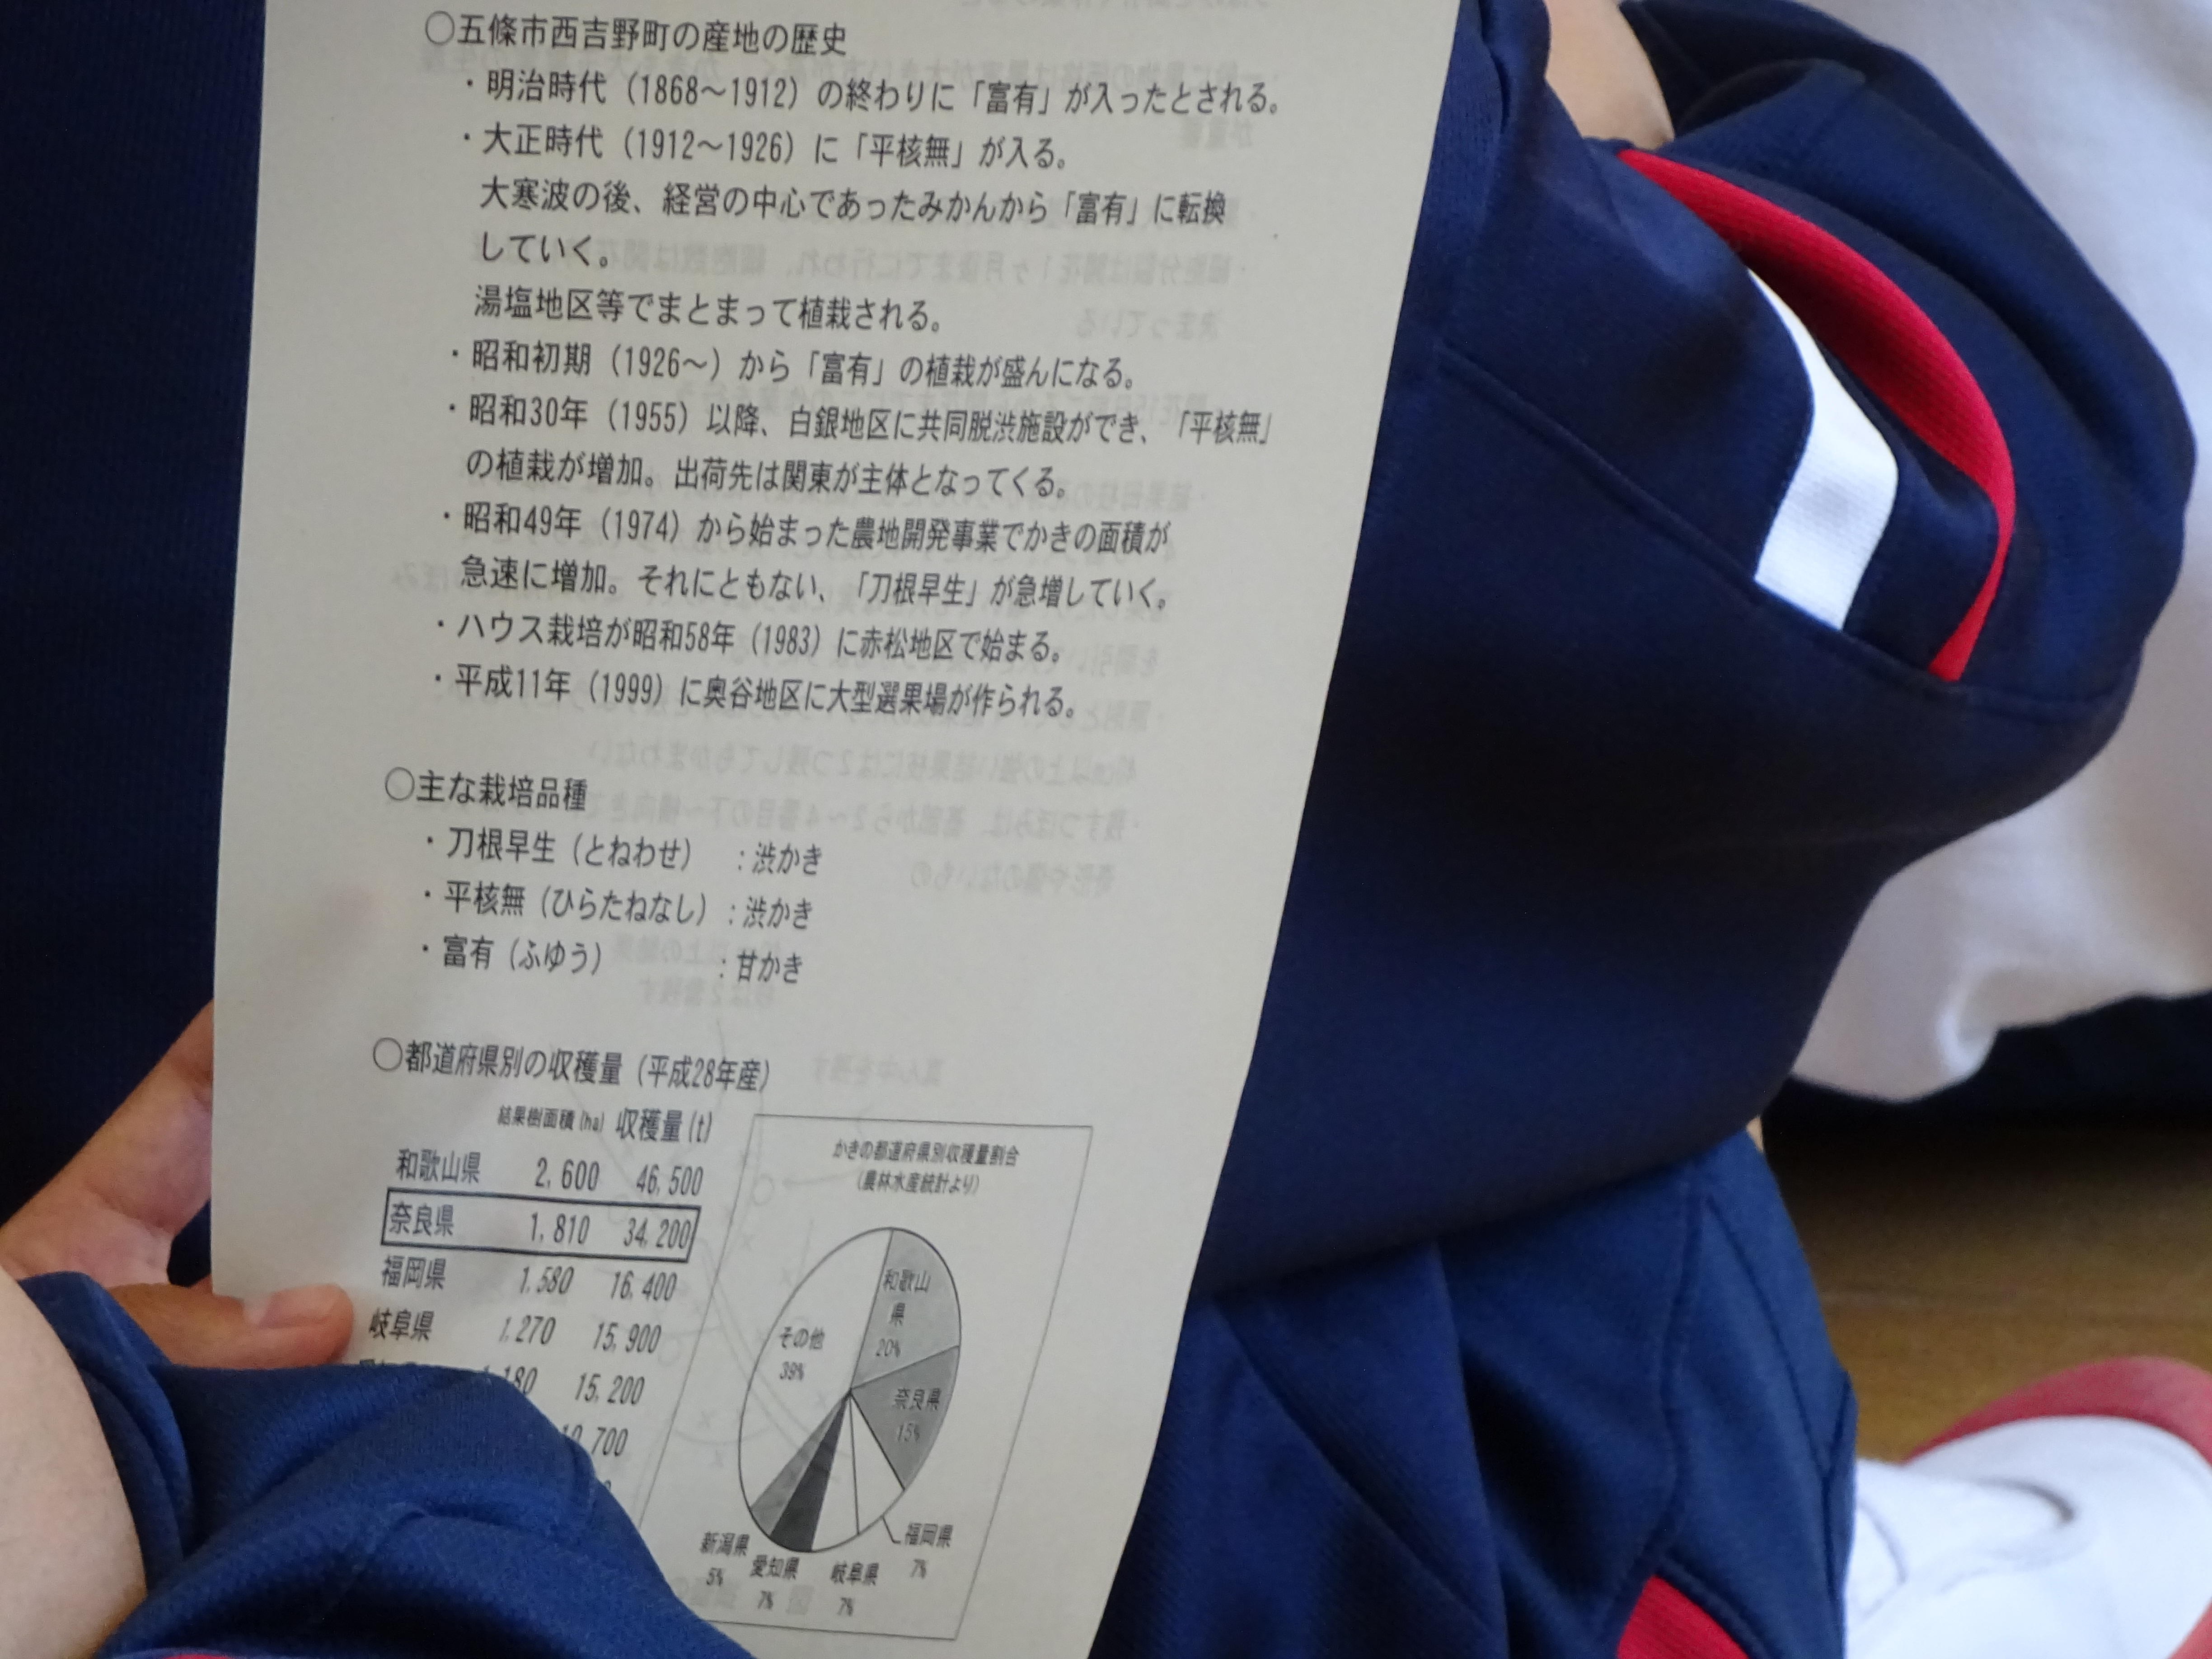 ○五條市西吉野町の産地の歴史
・明治時代（1868～1912）の終わりに「富有」が入ったとされる。
・大正時代（1912～1926）に「平核無」が入る。
大寒波の後、経営の中心であったみかんから「富有」に転換
していく。
湯塩地区等でまとまって植栽される。
・昭和初期（1926～）から「富有」の植栽が盛んになる。
・昭和30年（1955）以降、白銀地区に共同脱渋施設ができ、「平核無」
の植栽が増加。出荷先は関東が主体となってくる。
・昭和49年（1974）から始まった農地開発事業でかきの面積が
急速に増加。それにともない、「刀根早生」が急増していく。
・ハウス栽培が昭和58年（1983）に赤松地区で始まる。
・平成11年（1999）に奥谷地区に大型選果場が作られる。
○主な栽培品種
・刀根早生（とねわせ）　：渋かき
・平核無（ひらたねなし）：渋かき
・富有（ふゆう）　　　　：甘かき
○都道府県別の収穫量（平成28年産）
結果樹面積(ha) 収穫量(t)
和歌山県 2,600 46,500
奈良県 1,810 34,200
福岡県 1,580 16,400
岐阜県 1,270 15,900
180 15,200
700
かきの都道府県別収穫量割合
（農林水産統計より）
和歌山
県
20%
その他
39%
奈良県
15%
福岡県
7%
岐阜県
7%
愛知県
7%
新潟県
5%